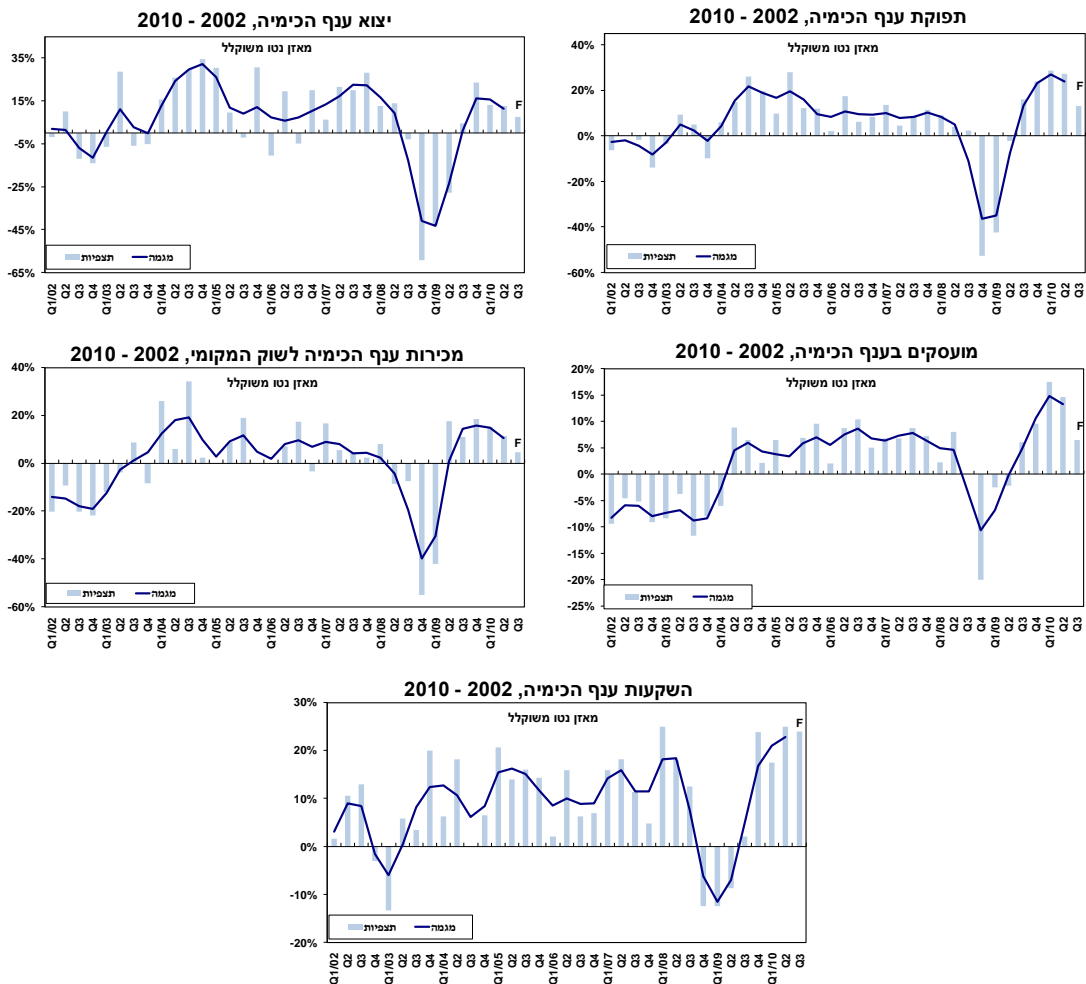 יצוא ענף הכימיה, 2002 - 2010
מאזן נטו משוקלל
35%
15%
-5%
-25%
-45%
-65%
F
תצפיות מגמה
Q1/02 Q2 Q3 Q4 Q1/03 Q2 Q3 Q4 Q1/04 Q2 Q3 Q4 Q1/05 Q2 Q3 Q4 Q1/06 Q2 Q3 Q4 Q1/07 Q2 Q3 Q4 Q1/08 Q2 Q3 Q4 Q1/09 Q2 Q3 Q4 Q1/10 Q2 Q3
תפוקת ענף הכימיה, 2002 - 2010
מאזן נטו משוקלל
40%
20%
0%
-20%
-40%
-60%
F
תצפיות מגמה
Q1/02 Q2 Q3 Q4 Q1/03 Q2 Q3 Q4 Q1/04 Q2 Q3 Q4 Q1/05 Q2 Q3 Q4 Q1/06 Q2 Q3 Q4 Q1/07 Q2 Q3 Q4 Q1/08 Q2 Q3 Q4 Q1/09 Q2 Q3 Q4 Q1/10 Q2 Q3
מכירות ענף הכימיה לשוק המקומי, 2002 - 2010
מאזן נטו משוקלל
40%
20%
0%
-20%
-40%
-60%
F
תצפיות מגמה
Q1/02 Q2 Q3 Q4 Q1/03 Q2 Q3 Q4 Q1/04 Q2 Q3 Q4 Q1/05 Q2 Q3 Q4 Q1/06 Q2 Q3 Q4 Q1/07 Q2 Q3 Q4 Q1/08 Q2 Q3 Q4 Q1/09 Q2 Q3 Q4 Q1/10 Q2 Q3
מועסקים בענף הכימיה, 2002 - 2010
מאזן נטו משוקלל
20%
15%
10%
5%
0%
-5%
-10%
-15%
-20%
-25%
F
תצפיות מגמה
Q1/02 Q2 Q3 Q4 Q1/03 Q2 Q3 Q4 Q1/04 Q2 Q3 Q4 Q1/05 Q2 Q3 Q4 Q1/06 Q2 Q3 Q4 Q1/07 Q2 Q3 Q4 Q1/08 Q2 Q3 Q4 Q1/09 Q2 Q3 Q4 Q1/10 Q2 Q3
השקעות ענף הכימיה, 2002 - 2010
מאזן נטו משוקלל
30%
20%
10%
0%
-10%
-20%
F
תצפיות מגמה
Q1/02 Q2 Q3 Q4 Q1/03 Q2 Q3 Q4 Q1/04 Q2 Q3 Q4 Q1/05 Q2 Q3 Q4 Q1/06 Q2 Q3 Q4 Q1/07 Q2 Q3 Q4 Q1/08 Q2 Q3 Q4 Q1/09 Q2 Q3 Q4 Q1/10 Q2 Q3